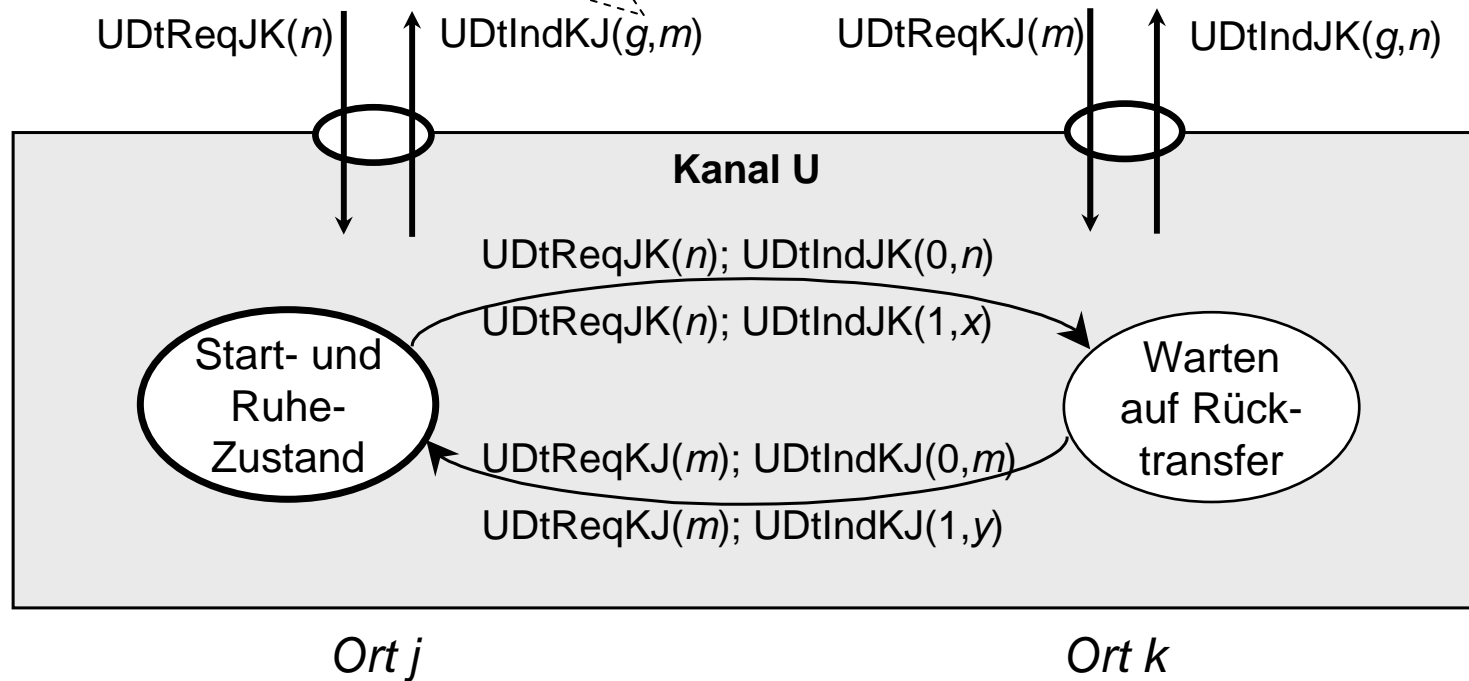 UDtReqJK(n)
UDtIndKJ(g,m)
UDtReqKJ(m)
UDtIndJK(g,n)
Kanal U
UDtReqJK(n); UDtIndJK(0,n)
UDtReqJK(n); UDtIndJK(1,x)
Start- und
Ruhe-
Zustand
Warten
auf Rück-
transfer
UDtReqKJ(m); UDtIndKJ(0,m)
UDtReqKJ(m); UDtIndKJ(1,y)
Ort j
Ort k